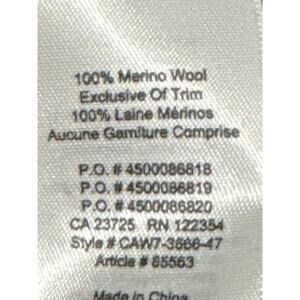 100% Merino Wool
Exclusive Of Trim
100% Laine Mérinos
Aucune Garniture Comprise
P.O. # 4500086818
P.O. # 4500086819
P.O. # 4500086820
CA 23725 RN 122354
Style # CAW7-3666-47
Article # 65563
Made in China